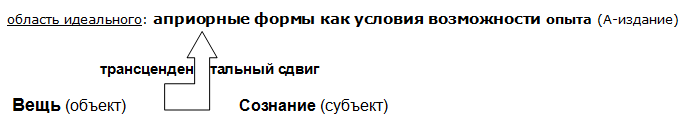 область идеального: априорные формы как условия возможности опыта (А-издание)
трансценден тальный сдвиг
Вещь (объект) Сознание (субъект)